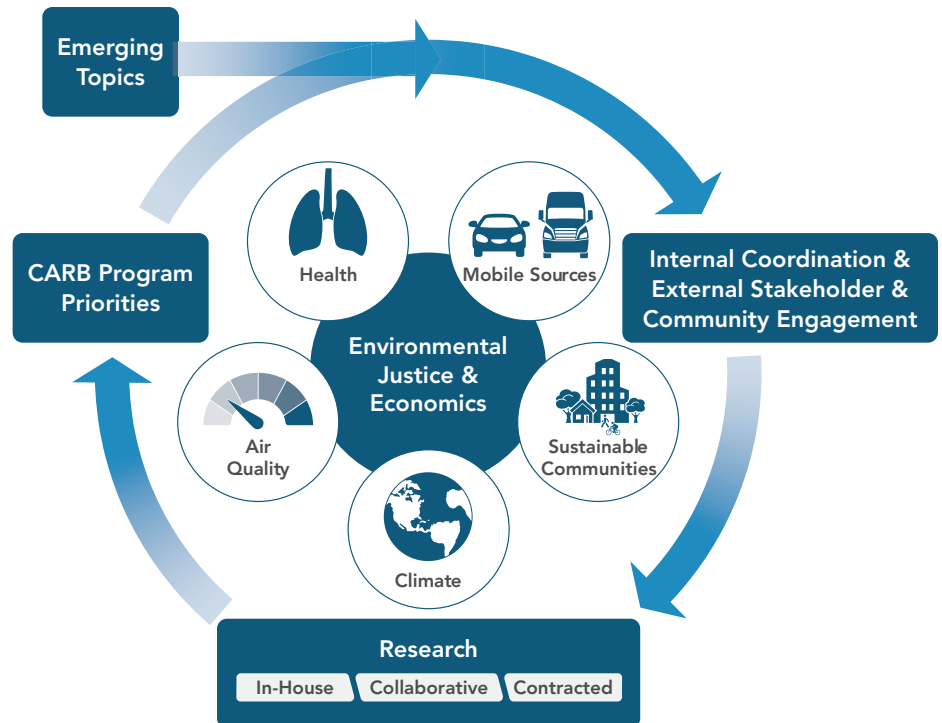 Emerging
Topics
CARB Program
Priorities
Internal Coordination &
External Stakeholder &
Community Engagement
Health
Mobile Sources
Environmental
Justice &
Economics
Air
Quality
Sustainable
Communities
Climate
Research
In-House
Collaborative
Contracted